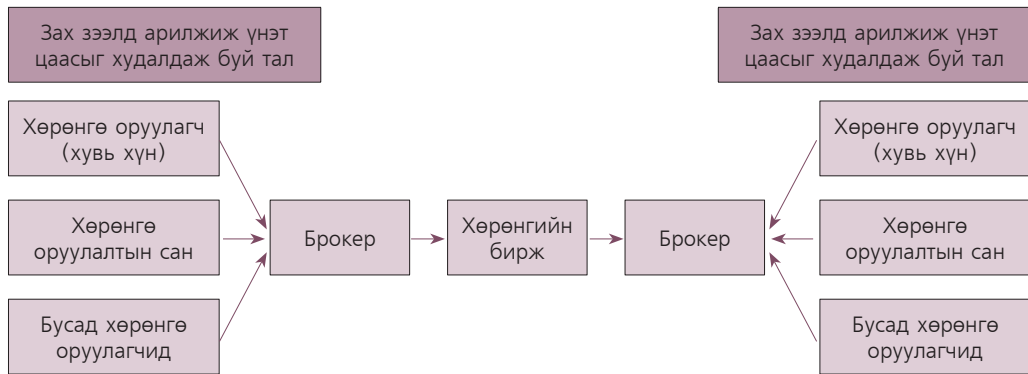 Зах зээлд арилжиж үнэт
цаасыг худалдаж буй тал
Зах зээлд арилжиж үнэт
цаасыг худалдаж буй тал
Хөрөнгө оруулагч
(хувь хүн)
Хөрөнгө
оруулалтын сан
Бусад хөрөнгө
оруулагчид
Брокер
Хөрөнгийн
бирж
Брокер
Хөрөнгө оруулагч
(хувь хүн)
Хөрөнгө
оруулалтын сан
Бусад хөрөнгө
оруулагчид